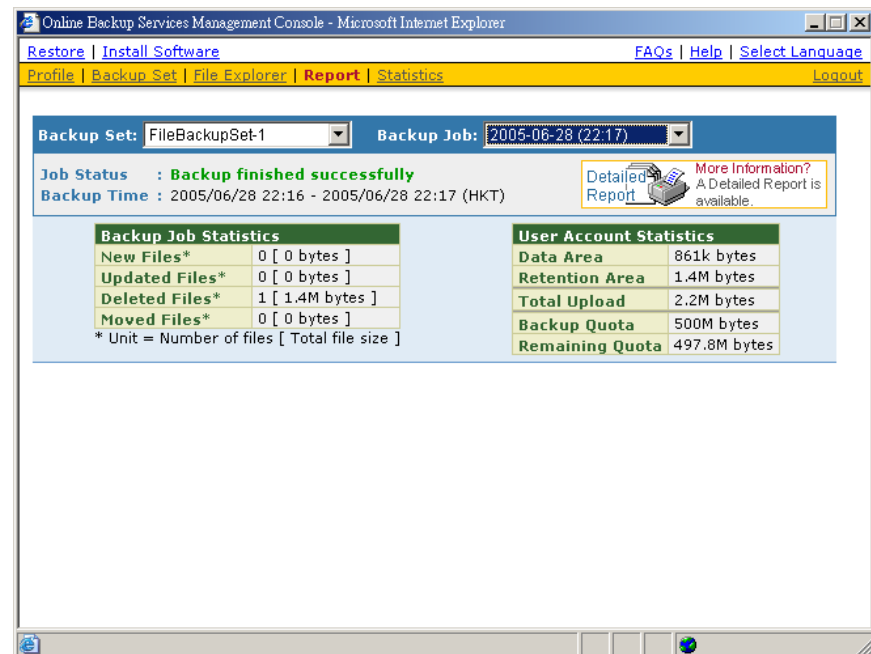 Online Backup Services Management Console - Microsoft Internet Explorer
Restore | Install Software FAQs | Help | Select Language
Profile | Backup Set | File Explorer | Report | Statistics Logout
Backup Set: FileBackupSet-1 Backup Job: 2005-06-28 (22:17)
Job Status : Backup finished successfully
Backup Time : 2005/06/28 22:16 - 2005/06/28 22:17 (HKT)
Detailed Report
More Information?
A Detailed Report is
available.
Backup Job Statistics
New Files* 0 [ 0 bytes ]
Updated Files* 0 [ 0 bytes ]
Deleted Files* 1 [ 1.4M bytes ]
Moved Files* 0 [ 0 bytes ]
* Unit = Number of files [ Total file size ]
User Account Statistics
Data Area 861k bytes
Retention Area 1.4M bytes
Total Upload 2.2M bytes
Backup Quota 500M bytes
Remaining Quota 497.8M bytes